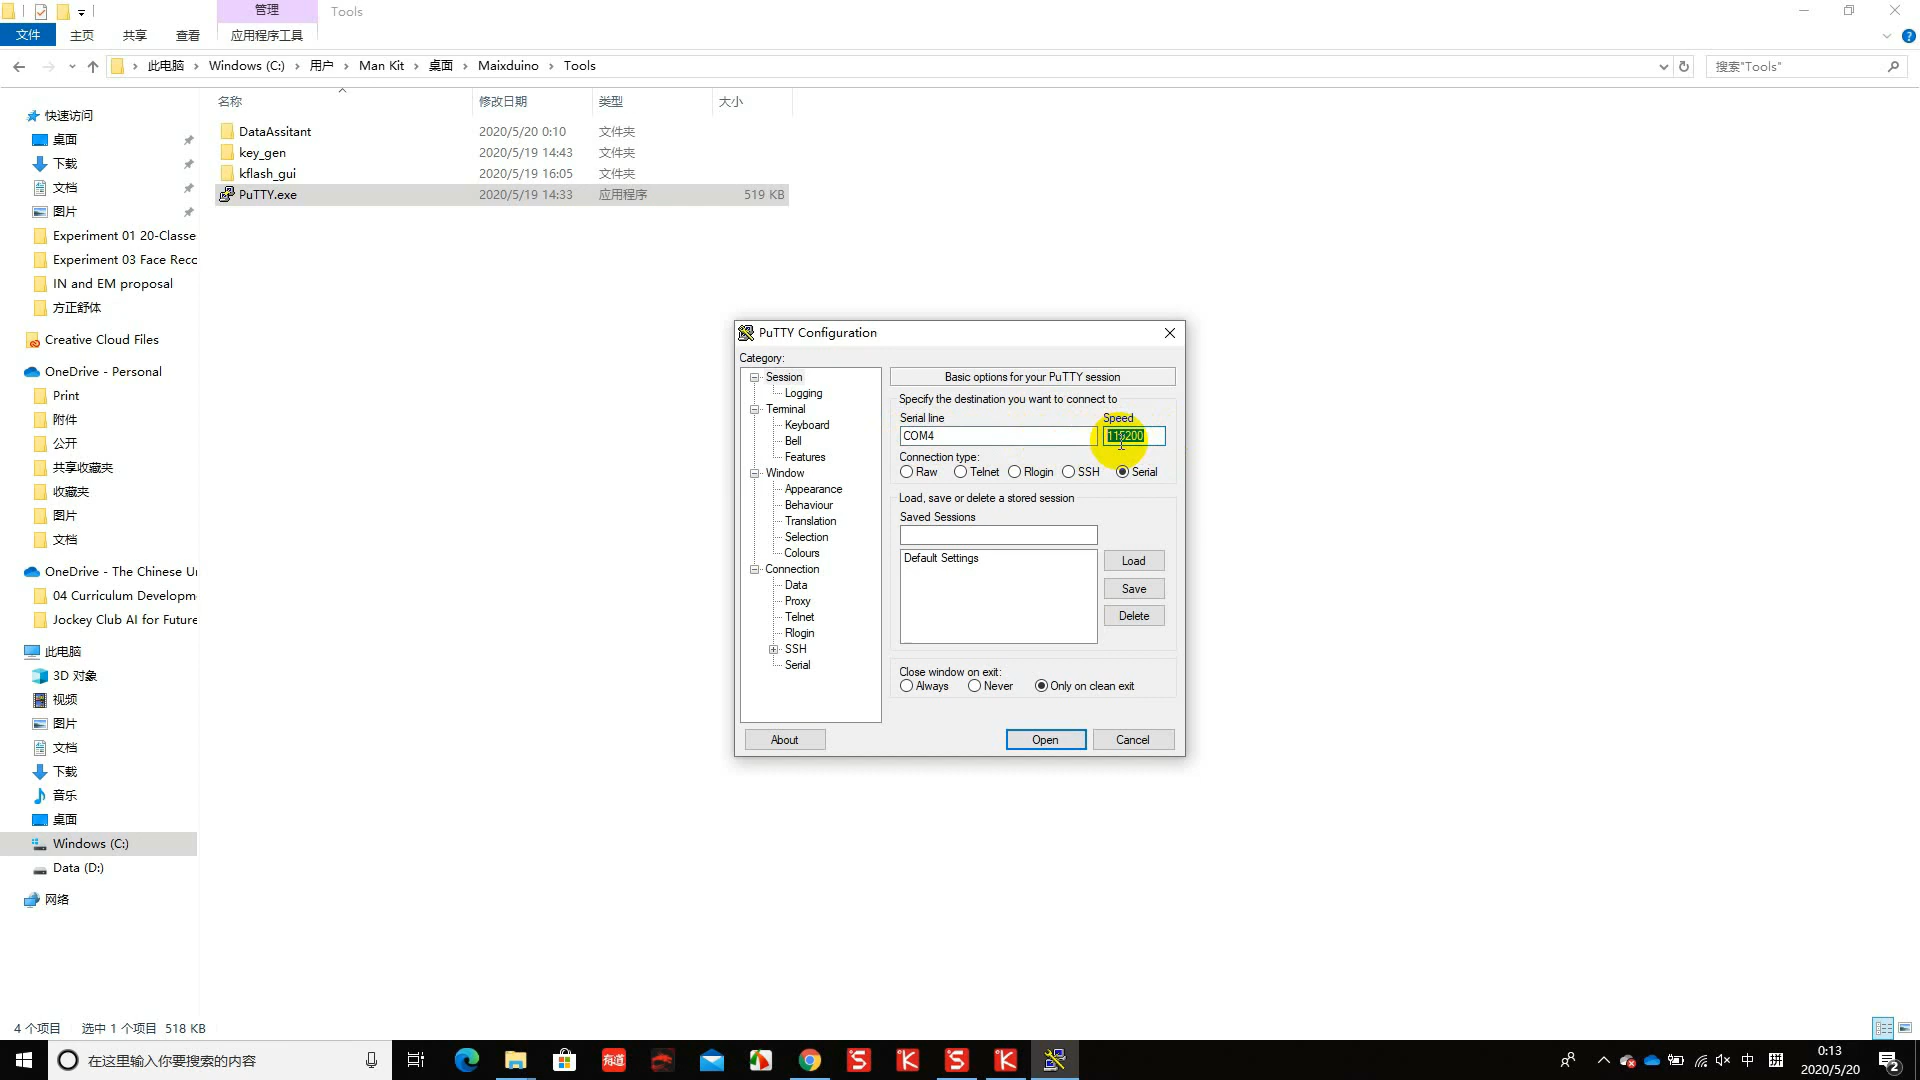 管理
Tools
文件
主页
共享
查看
应用程序工具
此电脑
Windows (C:)
用户
Man Kit
桌面
Maixduino
Tools
搜索"Tools"
名称
修改日期
类型
大小
DataAssitant
2020/5/20 0:10
文件夹
key_gen
2020/5/19 14:43
文件夹
kflash_gui
2020/5/19 16:05
文件夹
PuTTY.exe
2020/5/19 14:33
应用程序
519 KB
快速访问
桌面
下载
文档
图片
Experiment 01 20-Classe
Experiment 03 Face Reco
IN and EM proposal
方正舒体
Creative Cloud Files
OneDrive - Personal
Print
附件
公开
共享收藏夹
收藏夹
图片
文档
OneDrive - The Chinese Ur
04 Curriculum Developm
Jockey Club AI for Future
此电脑
3D 对象
视频
图片
文档
下载
音乐
桌面
Windows (C:)
Data (D:)
网络
PuTTY Configuration
Category:
Session
Logging
Terminal
Keyboard
Bell
Features
Window
Appearance
Behaviour
Translation
Selection
Colours
Connection
Data
Proxy
Telnet
Rlogin
SSH
Serial
Basic options for your PuTTY session
Specify the destination you want to connect to
Serial line
Speed
COM4
115200
Connection type:
Raw
Telnet
Rlogin
SSH
Serial
Load, save or delete a stored session
Saved Sessions
Default Settings
Load
Save
Delete
Close window on exit:
Always
Never
Only on clean exit
About
Open
Cancel
4 个项目
选中 1 个项目 518 KB
在这里输入你要搜索的内容
有道
中
拼
0:13
2020/5/20
2